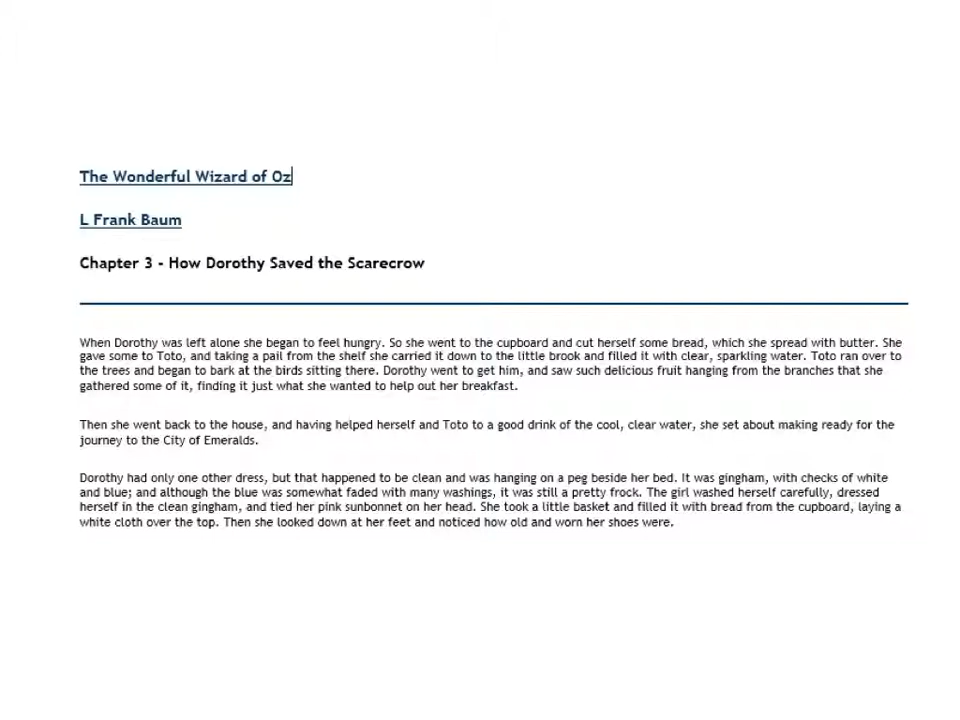 The Wonderful Wizard of Oz
L Frank Baum
Chapter 3 - How Dorothy Saved the Scarecrow
When Dorothy was left alone she began to feel hungry. So she went to the cupboard and cut herself some bread, which she spread with butter. She
gave some to Toto, and taking a pail from the shelf she carried it down to the little brook and filled it with clear, sparkling water. Toto ran over to
the trees and began to bark at the birds sitting there. Dorothy went to get him, and saw such delicious fruit hanging from the branches that she
gathered some of it, finding it just what she wanted to help out her breakfast.
Then she went back to the house, and having helped herself and Toto to a good drink of the cool, clear water, she set about making ready for the
journey to the City of Emeralds.
Dorothy had only one other dress, but that happened to be clean and was hanging on a peg beside her bed. It was gingham, with checks of white
and blue; and although the blue was somewhat faded with many washings, it was still a pretty frock. The girl washed herself carefully, dressed
herself in the clean gingham, and tied her pink sunbonnet on her head. She took a little basket and filled it with bread from the cupboard, laying a
white cloth over the top. Then she looked down at her feet and noticed how old and worn her shoes were.